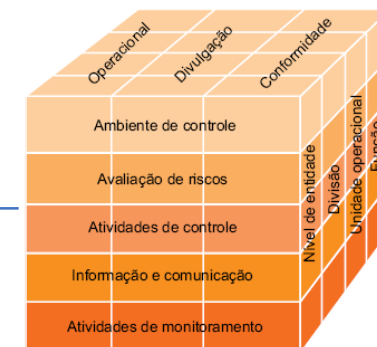 Operacional
Divulgação
Conformidade
Ambiente de controle
Avaliação de riscos
Atividades de controle
Informação e comunicação
Atividades de monitoramento
Nível de entidade
Divisão
Unidade operacional
Função